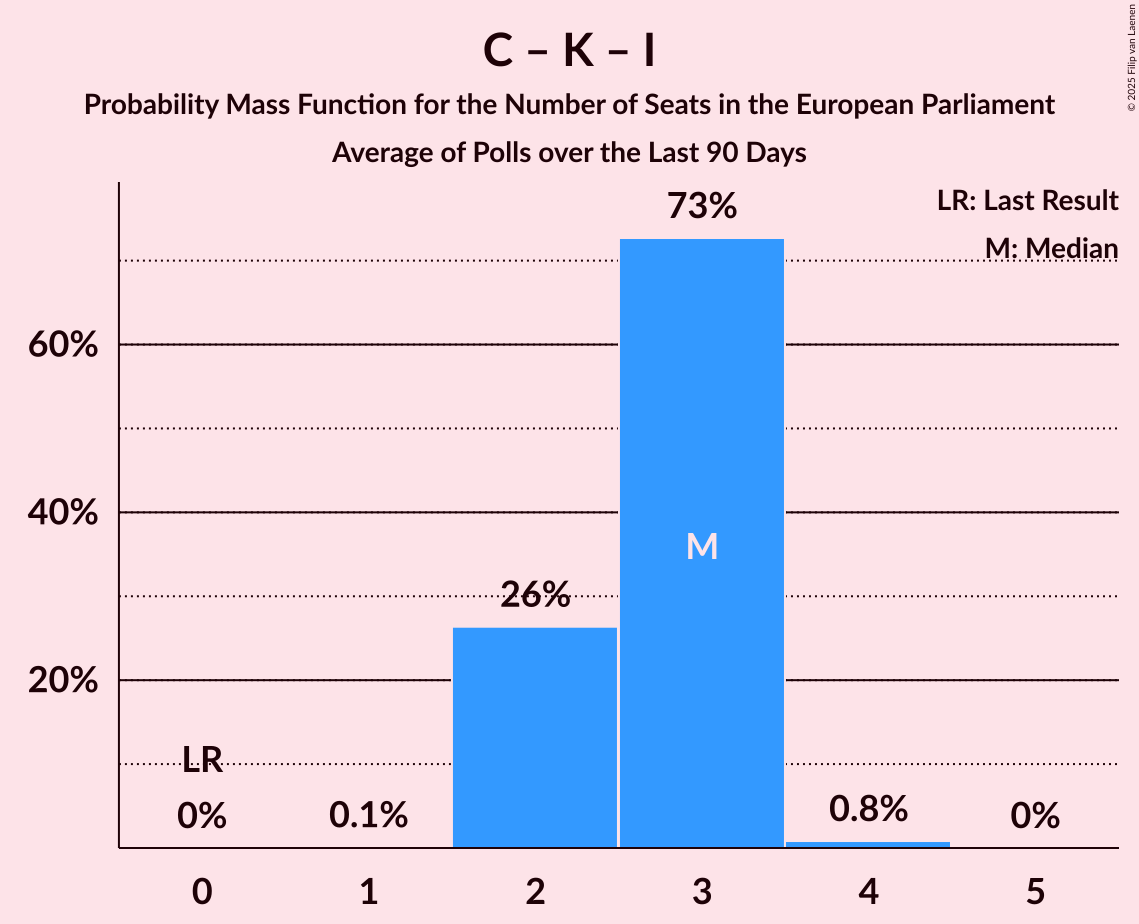 C – K – I
Probability Mass Function for the Number of Seats in the European Parliament
Average of Polls over the Last 90 Days
© 2025 Filip van Laenen
LR: Last Result
M: Median
73%
60%
40%
M
26%
20%
LR
0%
0.1%
0.8%
0%
0 1 2 3 4 5